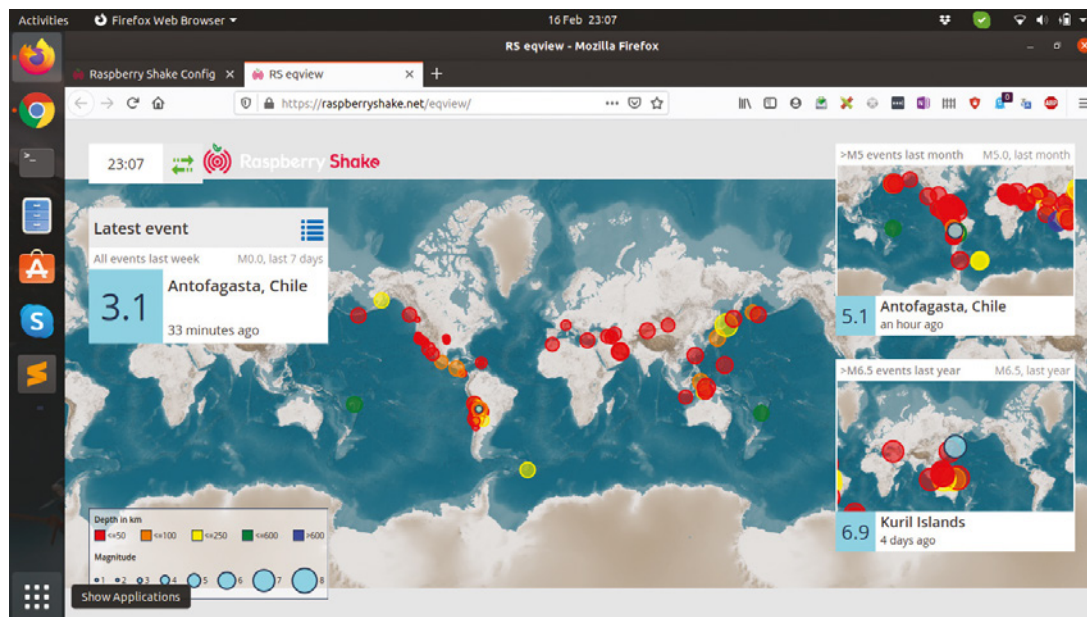 Activities
Firefox Web Browser
16 Feb 23:07
RS eqview - Mozilla Firefox
Raspberry Shake Config
RS eqview
https://raspberryshake.net/eqview/
0
ABP
23:07
Raspberry Shake
Latest event
All events last week M0.0, last 7 days
3.1
Antofagasta, Chile
33 minutes ago
>M5 events last month M5.0, last month
5.1
Antofagasta, Chile
an hour ago
>M6.5 events last year M6.5, last year
6.9
Kuril Islands
4 days ago
Depth in km
<=50 <=100 <=250 <=600 >600
Magnitude
1 2 3 4 5 6 7 8
Show Applications